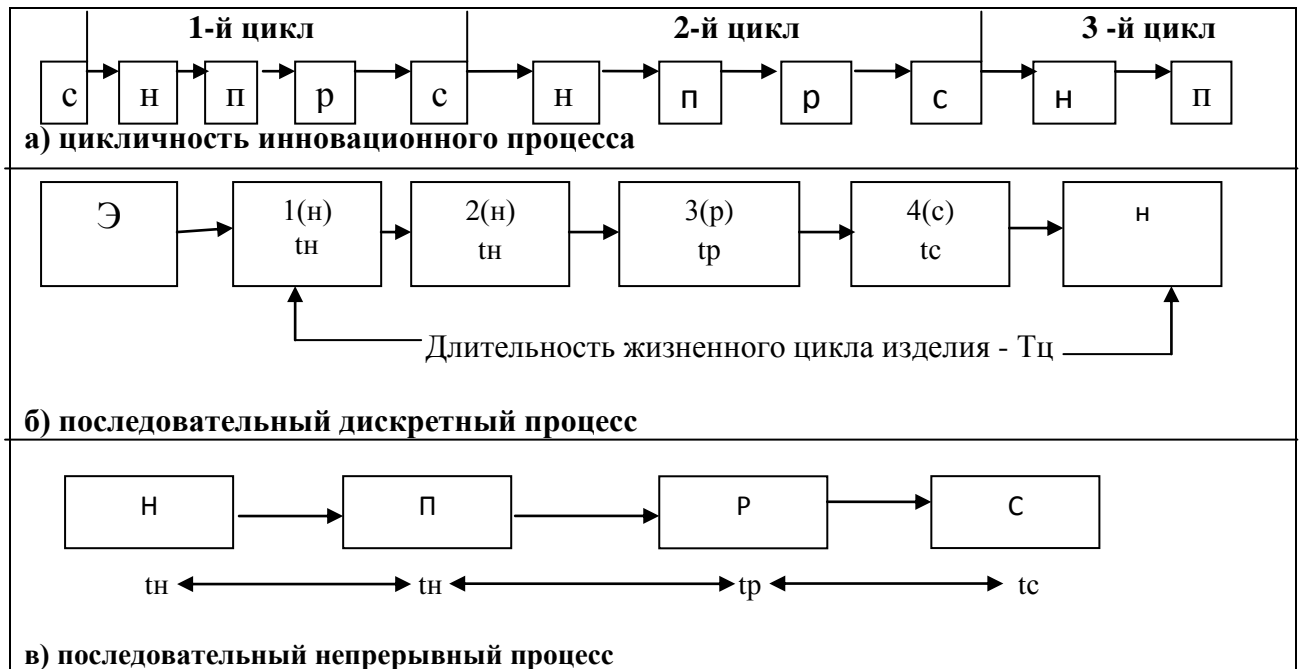 1-й цикл 2-й цикл 3 -й цикл
с н п р с н п р с н п
а) цикличность инновационного процесса
Э 1(н) 2(н) 3(р) 4(с) н
tн tн tр tс
Длительность жизненного цикла изделия - Тц
б) последовательный дискретный процесс
Н П Р С
tн tн tр tс
в) последовательный непрерывный процесс